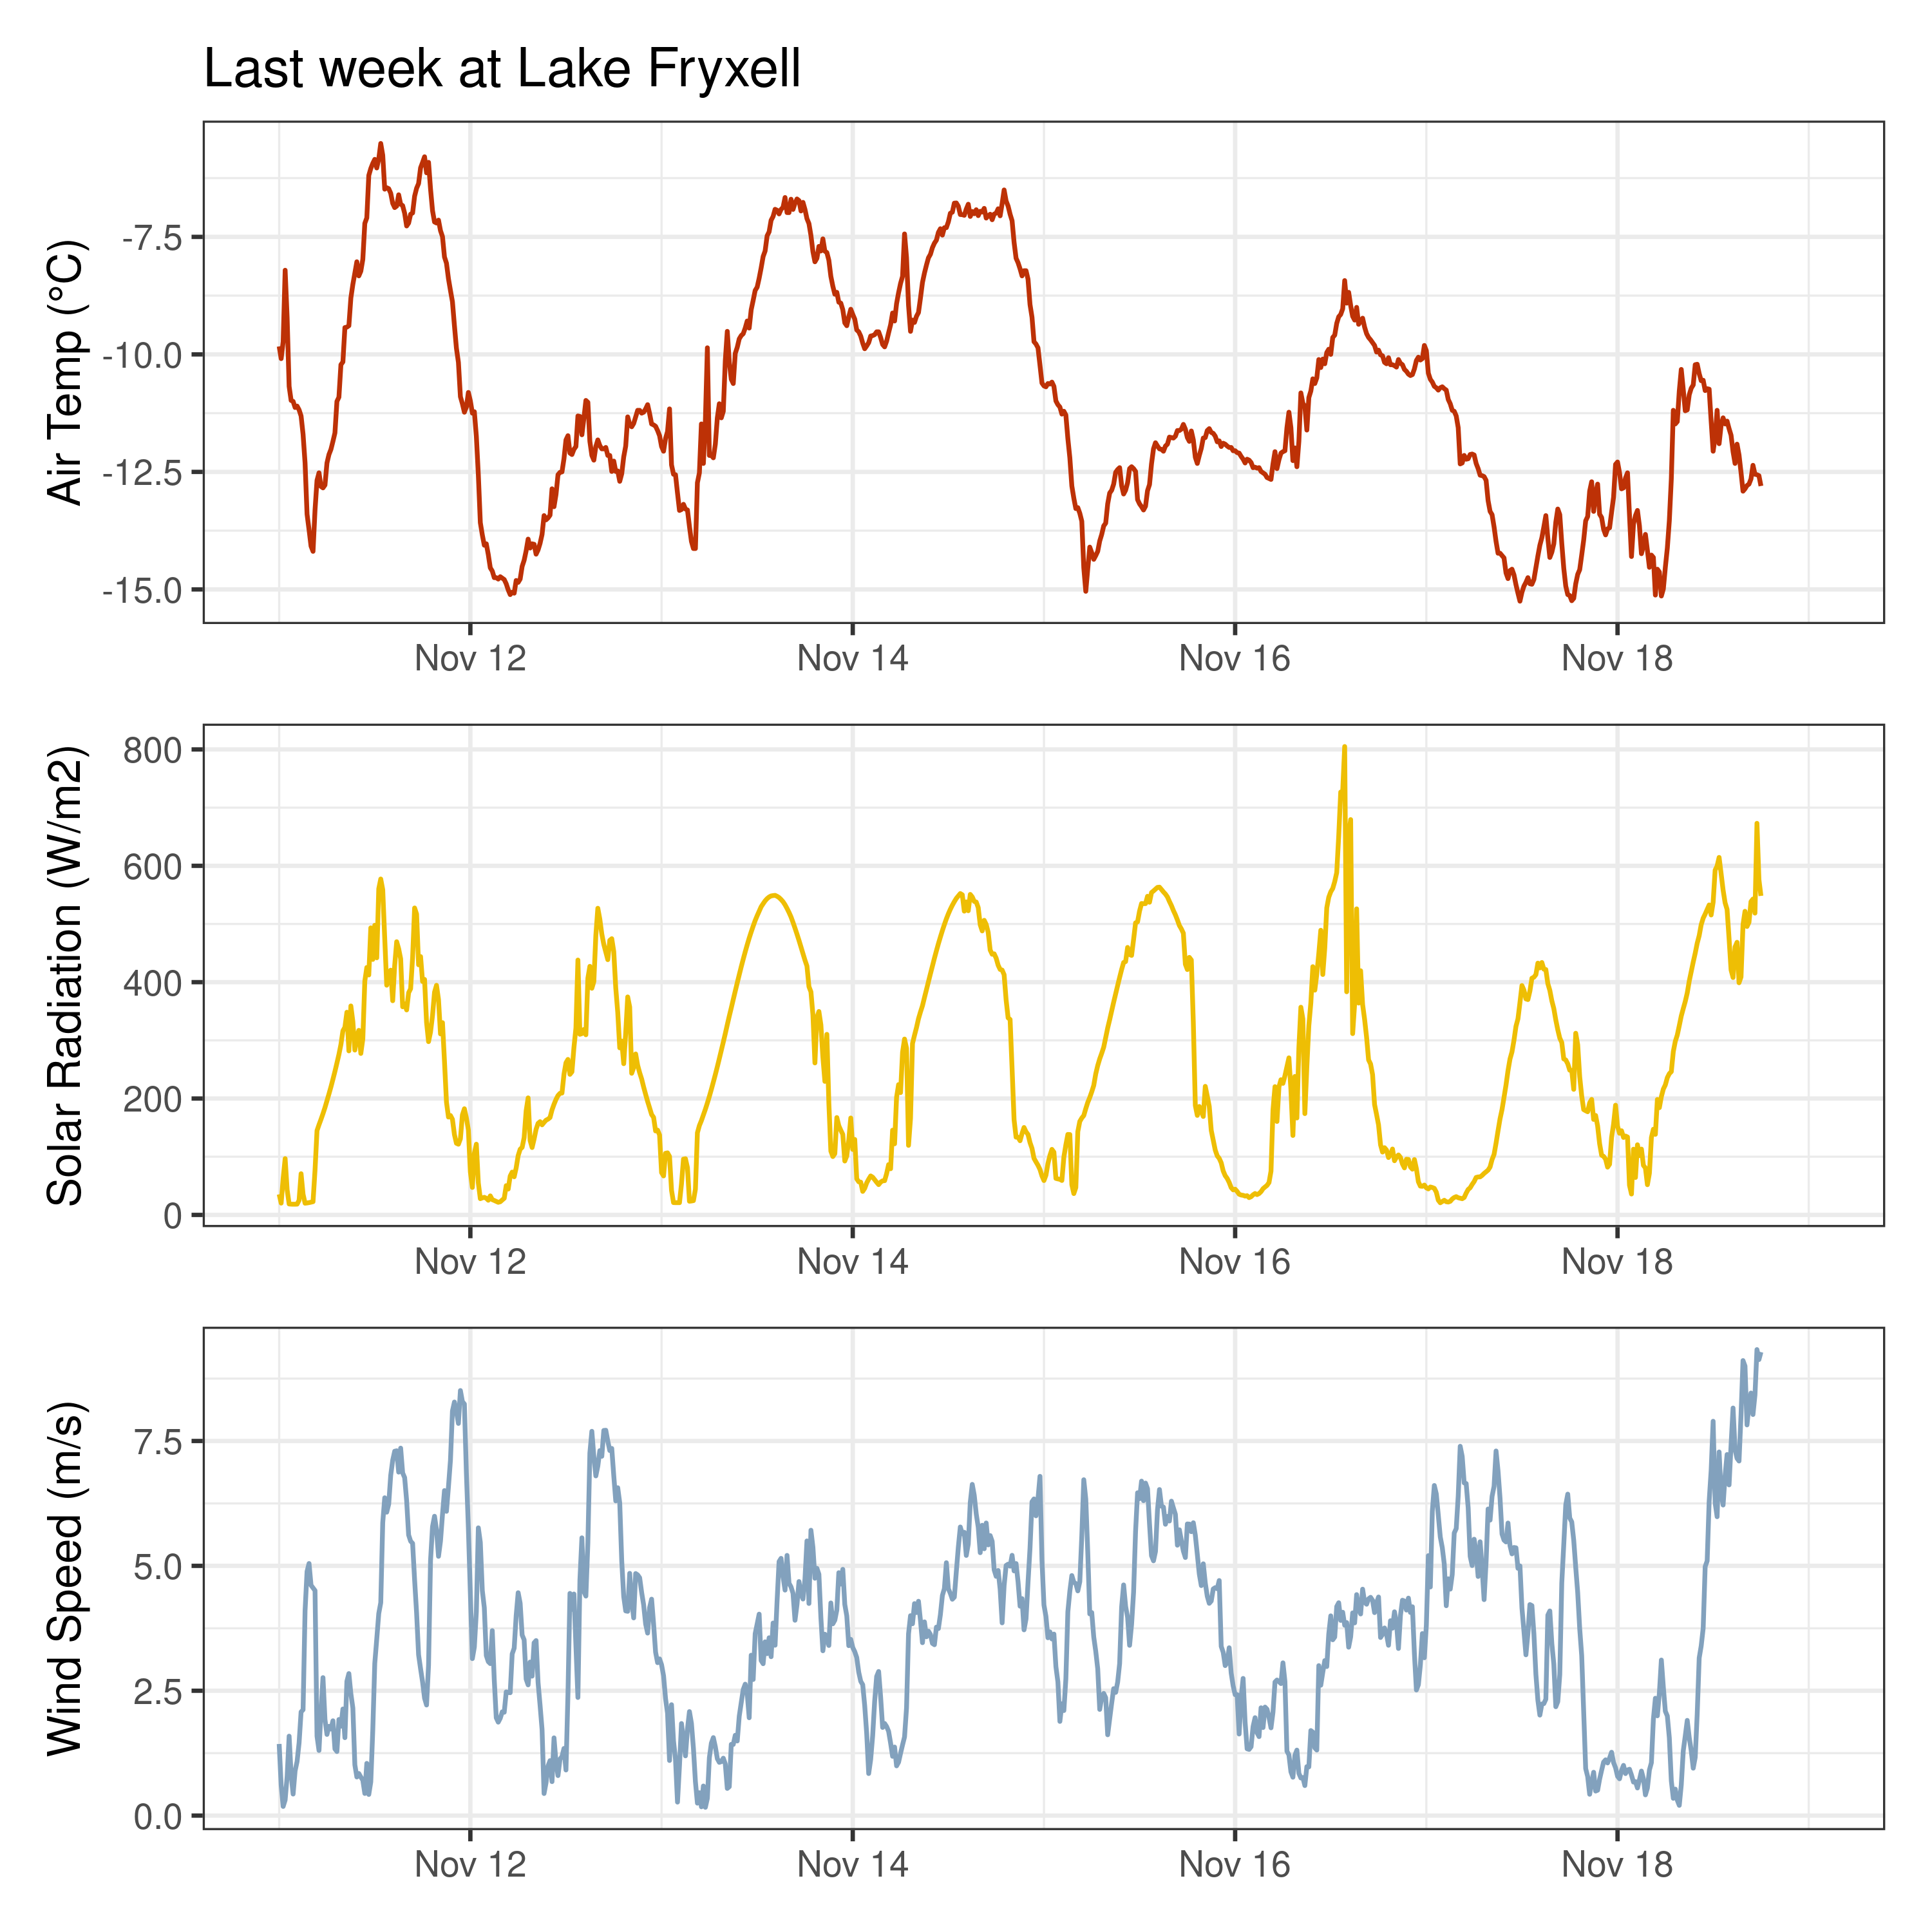 Last week at Lake Fryxell
Air Temp (°C)
-7.5
-10.0
-12.5
-15.0
Nov 12 Nov 14 Nov 16 Nov 18
Solar Radiation (W/m2)
800
600
400
200
0
Nov 12 Nov 14 Nov 16 Nov 18
Wind Speed (m/s)
7.5
5.0
2.5
0.0
Nov 12 Nov 14 Nov 16 Nov 18